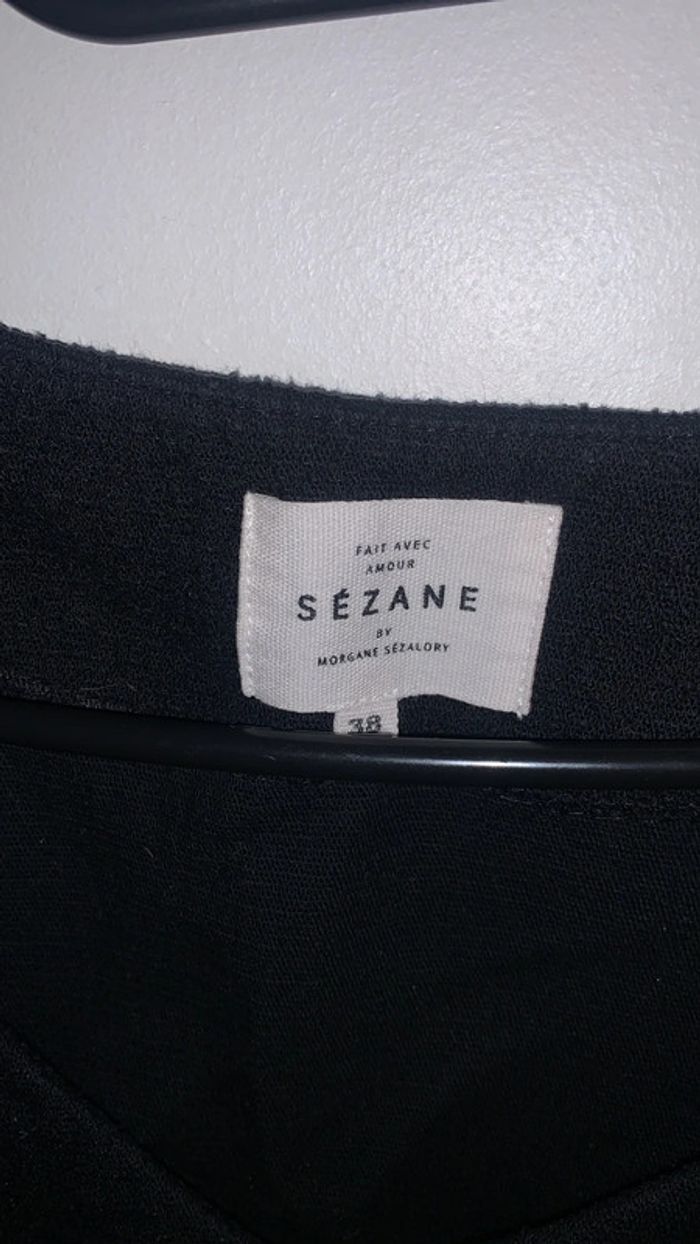 FAIT AVEC
AMOUR
SÉZANE
BY
MORGANE SÉZALORY
38